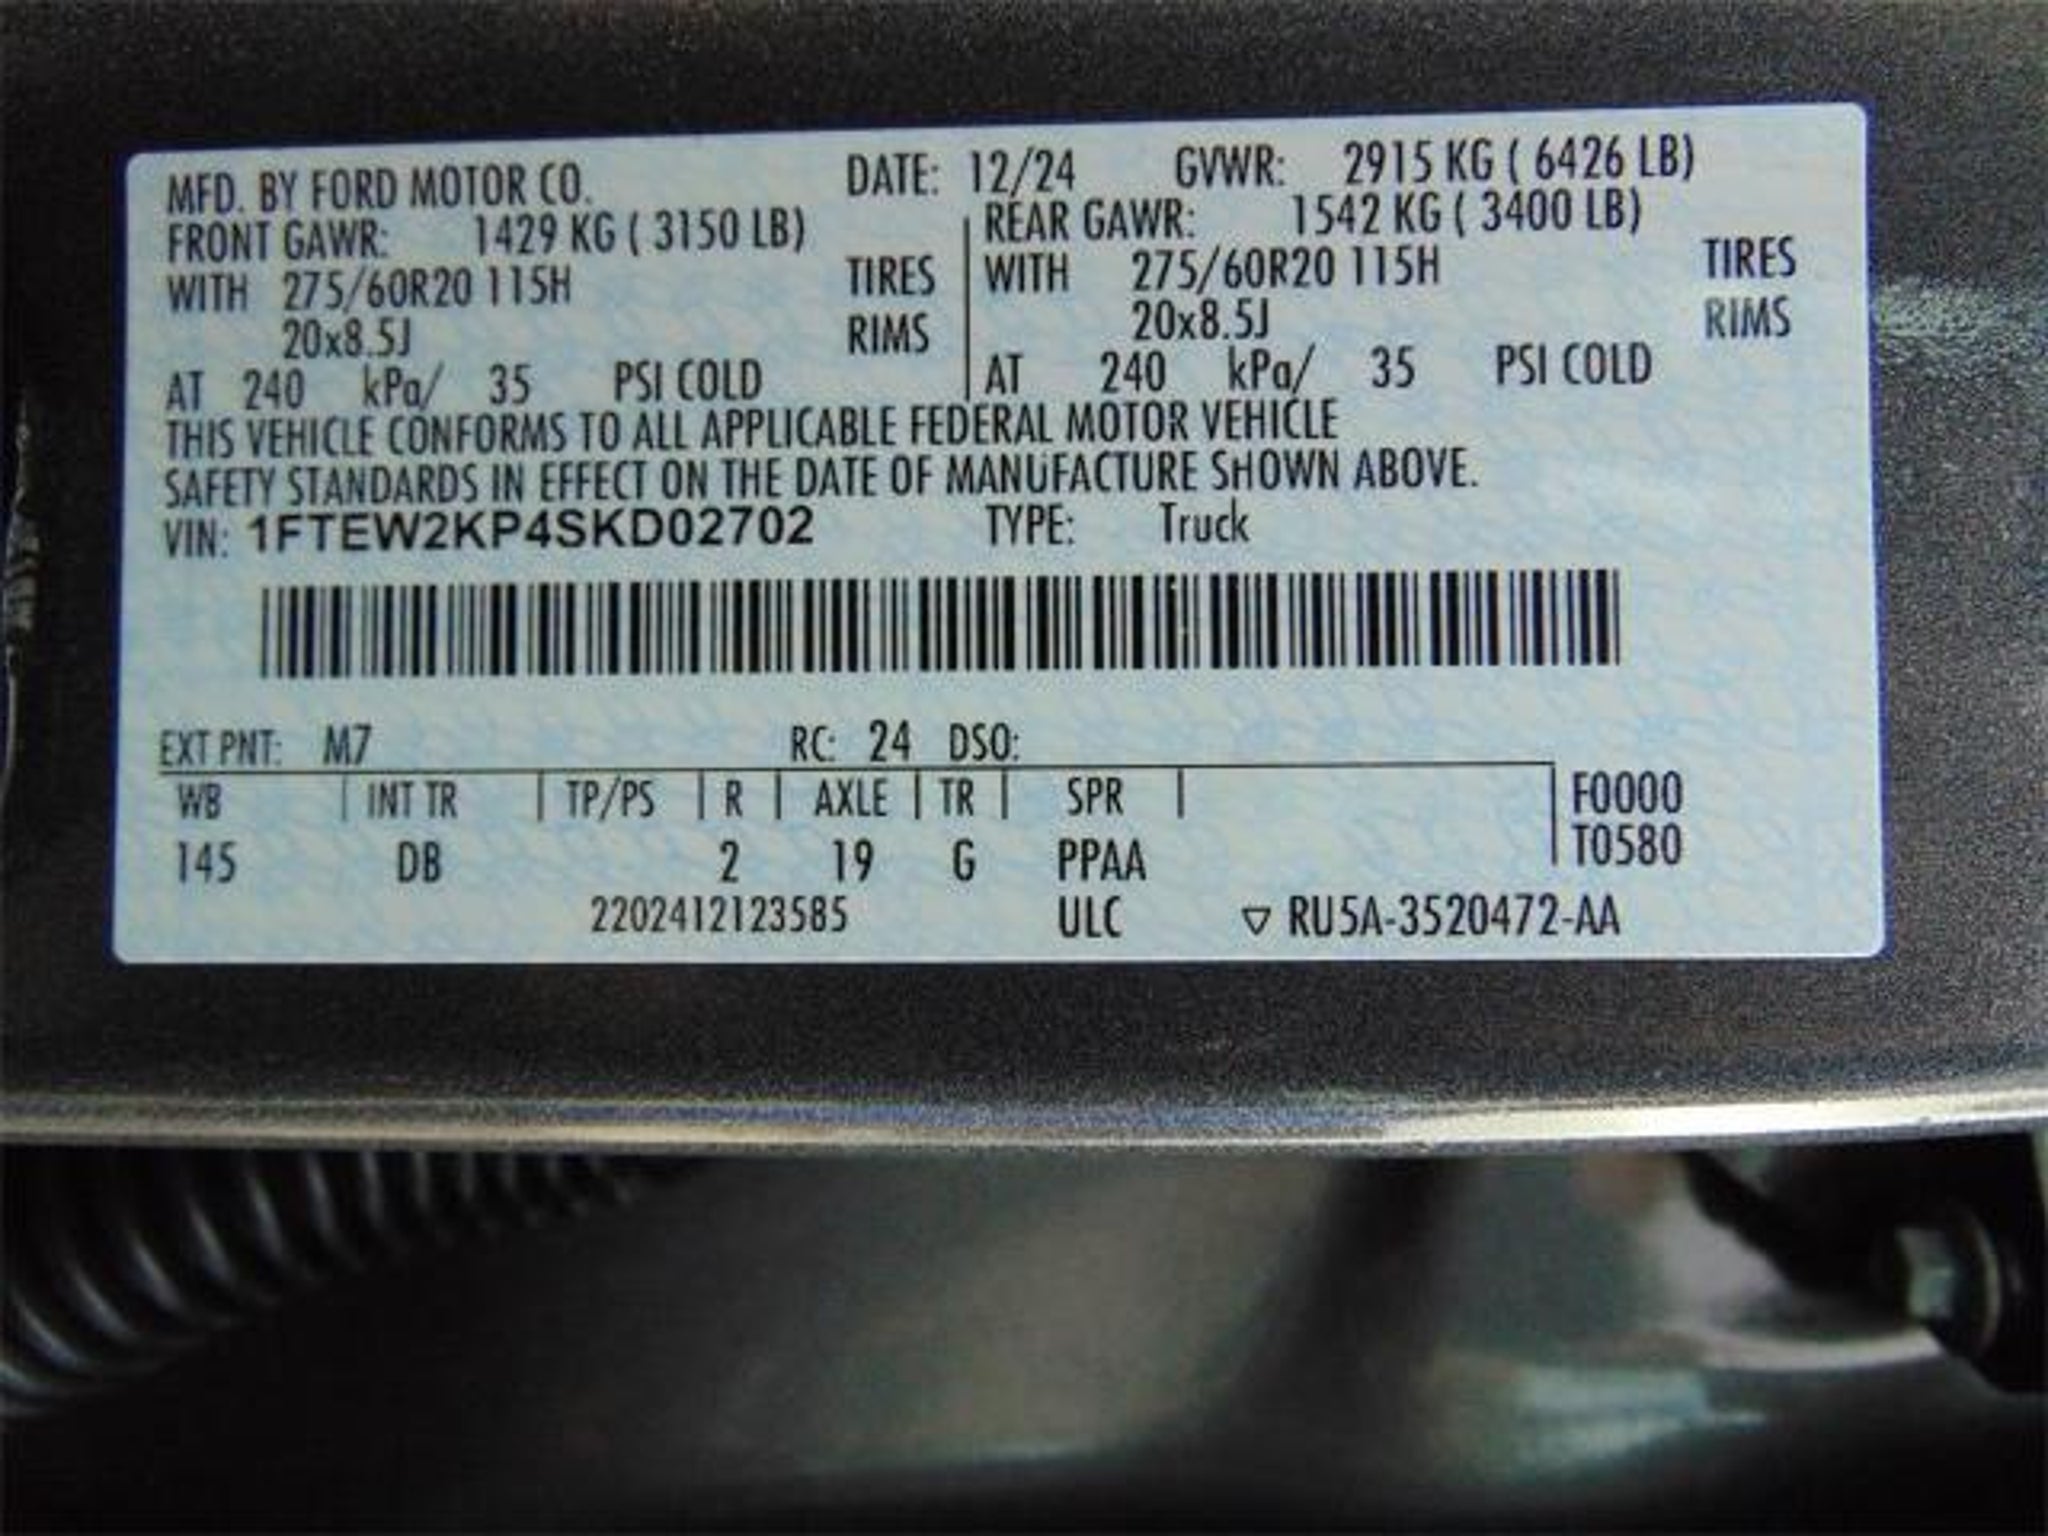 MFD. BY FORD MOTOR CO. DATE: 12/24 GVWR: 2915 KG ( 6426 LB)
FRONT GAWR: 1429 KG ( 3150 LB) REAR GAWR: 1542 KG ( 3400 LB)
WITH 275/60R20 115H TIRES WITH 275/60R20 115H TIRES
20x8.5J RIMS 20x8.5J RIMS
AT 240 kPa/ 35 PSI COLD AT 240 kPa/ 35 PSI COLD
THIS VEHICLE CONFORMS TO ALL APPLICABLE FEDERAL MOTOR VEHICLE
SAFETY STANDARDS IN EFFECT ON THE DATE OF MANUFACTURE SHOWN ABOVE.
VIN: 1FTEW2KP4SKD02702 TYPE: Truck
EXT PNT: M7 RC: 24 DSO:
WB INT TR TP/PS R AXLE TR SPR F0000
145 DB 2 19 G PPAA T0580
2202412123585 ULC ▽ RU5A-3520472-AA